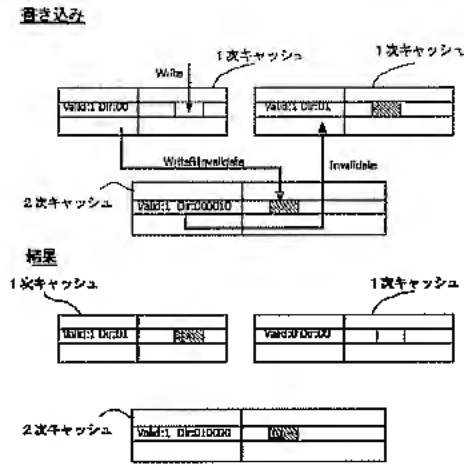 書き込み
1次キャッシュ
1次キャッシュ
Write
Valid:1 Dir:00
Valid:1 Dir:01
Write&Invalidate
Invalidate
2次キャッシュ
Valid:1 Dir:000010
結果
1次キャッシュ
1次キャッシュ
Valid:1 Dir:01
Valid:0 Dir:00
2次キャッシュ
Valid:1 Dir:010000